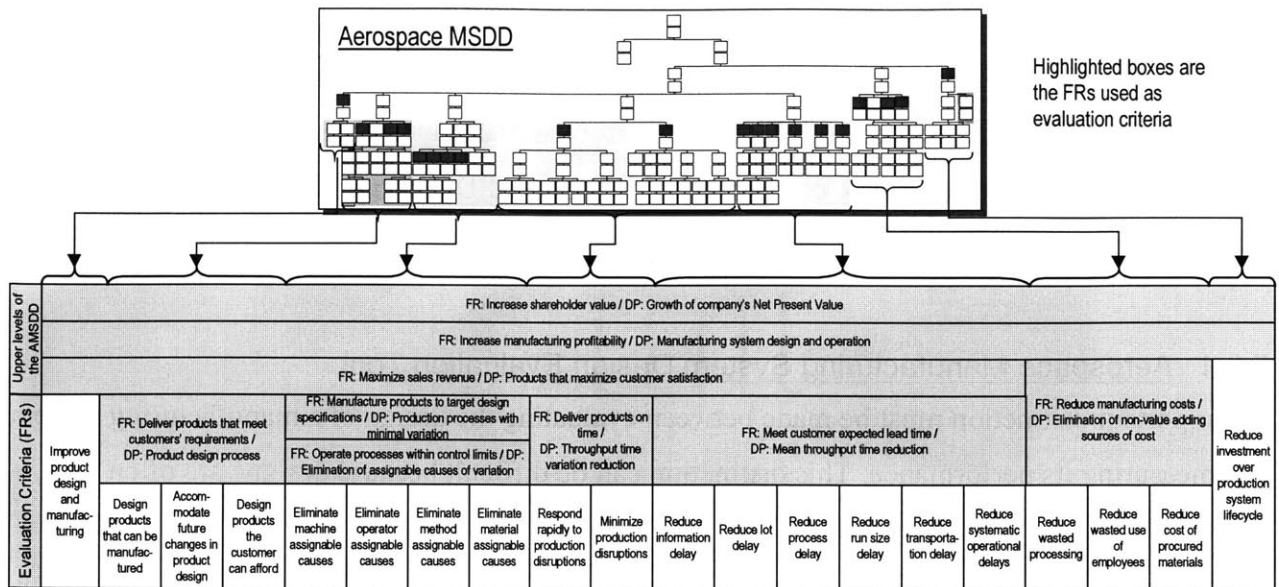 Aerospace MSDD
Highlighted boxes are
the FRs used as
evaluation criteria
Upper levels of
the AMSDD
FR: Increase shareholder value / DP: Growth of company's Net Present Value
FR: Increase manufacturing profitability / DP: Manufacturing system design and operation
FR: Maximize sales revenue / DP: Products that maximize customer satisfaction
Evaluation Criteria (FRs)
Improve
product
design
and
manufac-
turing
FR: Deliver products that meet
customers' requirements /
DP: Product design process
Design
products
that can be
manufac-
tured
Accom-
modate
future
changes in
product
design
Design
products
the
customer
can afford
FR: Manufacture products to target design
specifications / DP: Production processes with
minimal variation
FR: Operate processes within control limits / DP:
Elimination of assignable causes of variation
Eliminate
machine
assignable
causes
Eliminate
operator
assignable
causes
Eliminate
method
assignable
causes
Eliminate
material
assignable
causes
FR: Deliver products on
time /
DP: Throughput time
variation reduction
Respond
rapidly to
production
disruptions
Minimize
production
disruptions
FR: Meet customer expected lead time /
DP: Mean throughput time reduction
Reduce
information
delay
Reduce lot
delay
Reduce
process
delay
Reduce
run size
delay
Reduce
transporta-
tion delay
Reduce
systematic
operational
delays
FR: Reduce manufacturing costs /
DP: Elimination of non-value adding
sources of cost
Reduce
wasted
processing
Reduce
wasted use
of
employees
Reduce
cost of
procured
materials
Reduce
investment
over
production
system
lifecycle